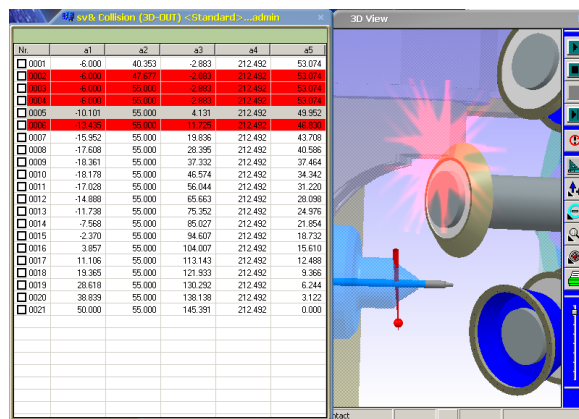 sv& Collision (3D-OUT) <Standard>...admin ×
3D View
Nr. a1 a2 a3 a4 a5
0001 -6.000 40.353 -2.883 212.492 53.074
0002 -6.000 47.677 -2.883 212.492 53.074
0003 -6.000 55.000 -2.883 212.492 53.074
0004 -6.000 55.000 -2.883 212.492 53.074
0005 -10.101 55.000 4.131 212.492 49.952
0006 -12.435 55.000 11.725 212.492 46.830
0007 -15.952 55.000 19.836 212.492 43.708
0008 -17.608 55.000 28.395 212.492 40.586
0009 -18.361 55.000 37.332 212.492 37.464
0010 -18.178 55.000 46.574 212.492 34.342
0011 -17.028 55.000 56.044 212.492 31.220
0012 -14.888 55.000 65.663 212.492 28.098
0013 -11.738 55.000 75.352 212.492 24.976
0014 -7.568 55.000 85.027 212.492 21.854
0015 -2.370 55.000 94.607 212.492 18.732
0016 3.857 55.000 104.007 212.492 15.610
0017 11.106 55.000 113.143 212.492 12.488
0018 19.365 55.000 121.933 212.492 9.366
0019 28.618 55.000 130.292 212.492 6.244
0020 38.839 55.000 138.138 212.492 3.122
0021 50.000 55.000 145.391 212.492 0.000
ntact